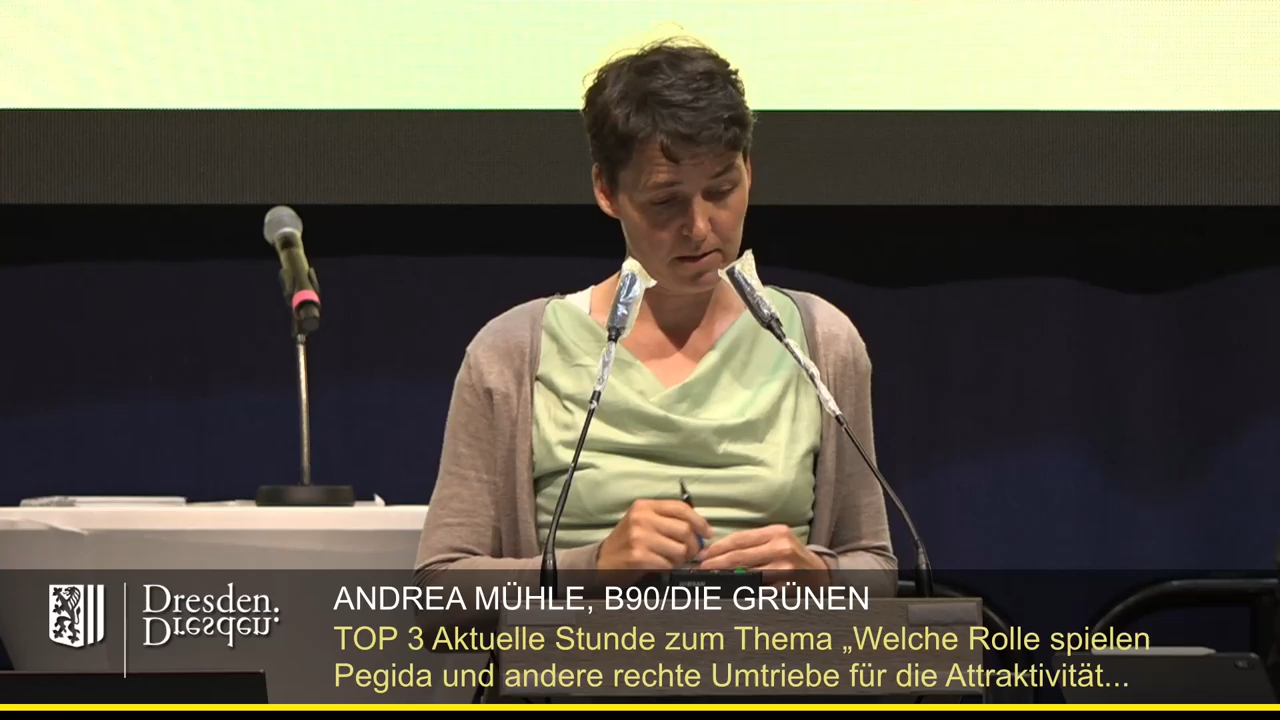 ANDREA MÜHLE, B90/DIE GRÜNEN
Dresden.
Dresden.
TOP 3 Aktuelle Stunde zum Thema „Welche Rolle spielen
Pegida und andere rechte Umtriebe für die Attraktivität...